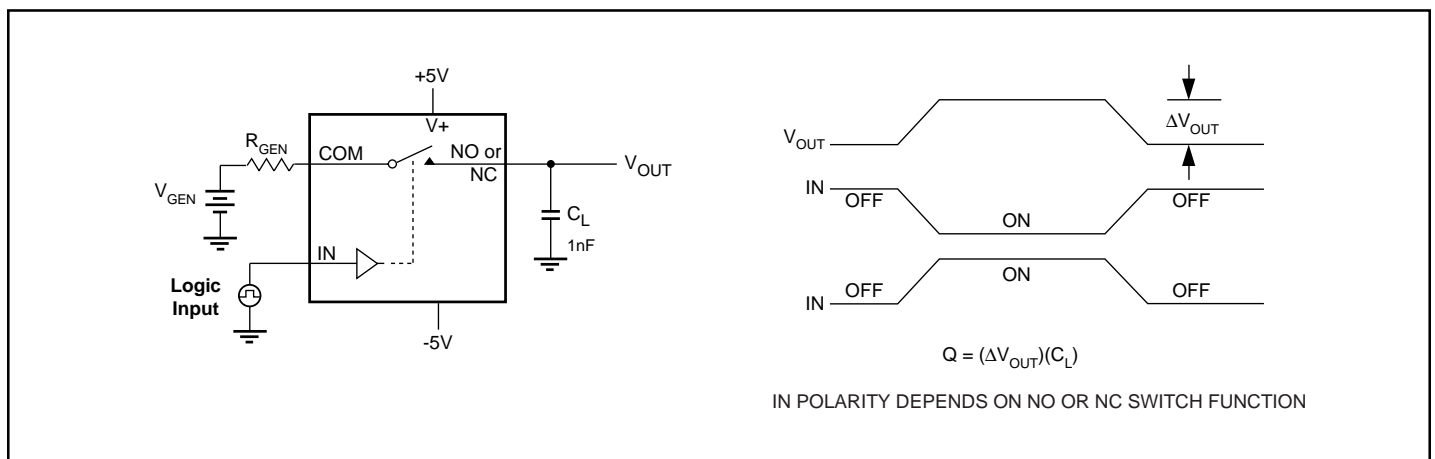 +5V
V+
R_GEN
COM
NO or
NC
V_OUT
V_GEN
C_L
1nF
IN
Logic
Input
-5V
V_OUT
ΔV_OUT
IN
OFF
ON
OFF
IN
OFF
ON
OFF
Q = (ΔV_OUT)(C_L)
IN POLARITY DEPENDS ON NO OR NC SWITCH FUNCTION